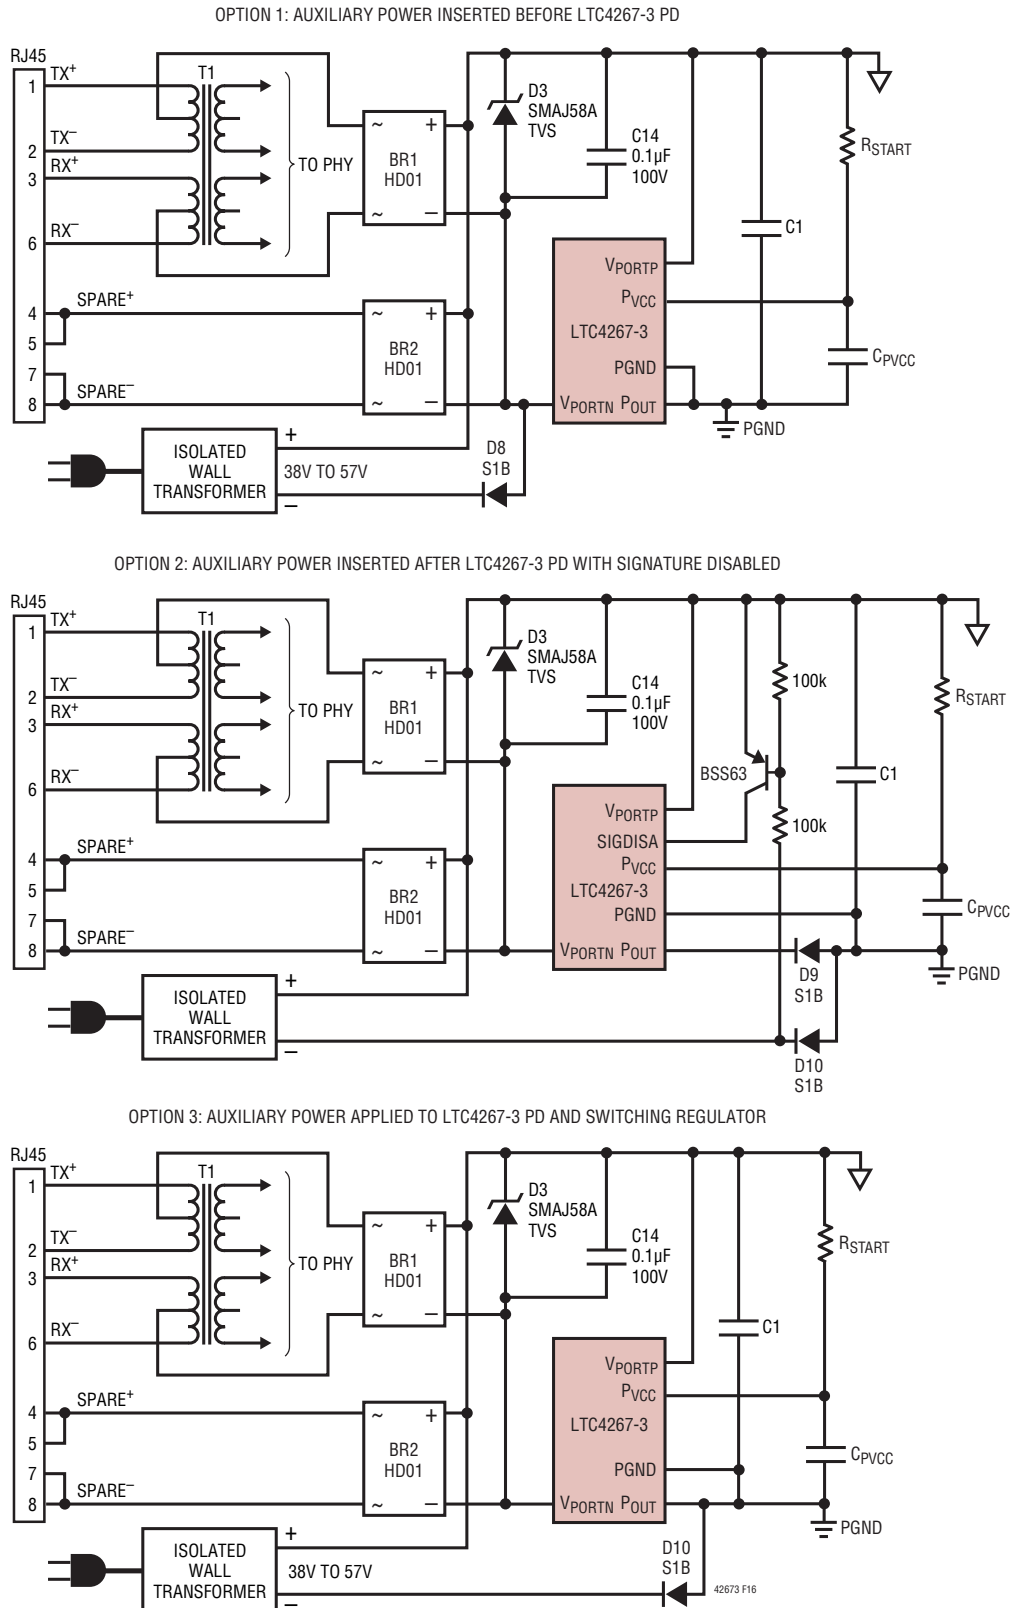 OPTION 1: AUXILIARY POWER INSERTED BEFORE LTC4267-3 PD
RJ45
1
TX+
2
TX–
3
RX+
6
RX–
T1
TO PHY
4
SPARE+
5
7
8
SPARE–
~ +
BR1
HD01
~ –
~ +
BR2
HD01
~ –
D3
SMAJ58A
TVS
C14
0.1µF
100V
VPORTP
PVCC
LTC4267-3
PGND
VPORTN POUT
C1
RSTART
CPVCC
PGND
ISOLATED
WALL
TRANSFORMER
+
38V TO 57V
–
D8
S1B
OPTION 2: AUXILIARY POWER INSERTED AFTER LTC4267-3 PD WITH SIGNATURE DISABLED
RJ45
1
TX+
2
TX–
3
RX+
6
RX–
T1
TO PHY
4
SPARE+
5
7
8
SPARE–
~ +
BR1
HD01
~ –
~ +
BR2
HD01
~ –
D3
SMAJ58A
TVS
C14
0.1µF
100V
BSS63
100k
100k
VPORTP
SIGDISA
PVCC
LTC4267-3
PGND
VPORTN POUT
C1
RSTART
CPVCC
PGND
D9
S1B
D10
S1B
ISOLATED
WALL
TRANSFORMER
+
–
OPTION 3: AUXILIARY POWER APPLIED TO LTC4267-3 PD AND SWITCHING REGULATOR
RJ45
1
TX+
2
TX–
3
RX+
6
RX–
T1
TO PHY
4
SPARE+
5
7
8
SPARE–
~ +
BR1
HD01
~ –
~ +
BR2
HD01
~ –
D3
SMAJ58A
TVS
C14
0.1µF
100V
VPORTP
PVCC
LTC4267-3
PGND
VPORTN POUT
C1
RSTART
CPVCC
PGND
ISOLATED
WALL
TRANSFORMER
+
38V TO 57V
–
D10
S1B
42673 F16